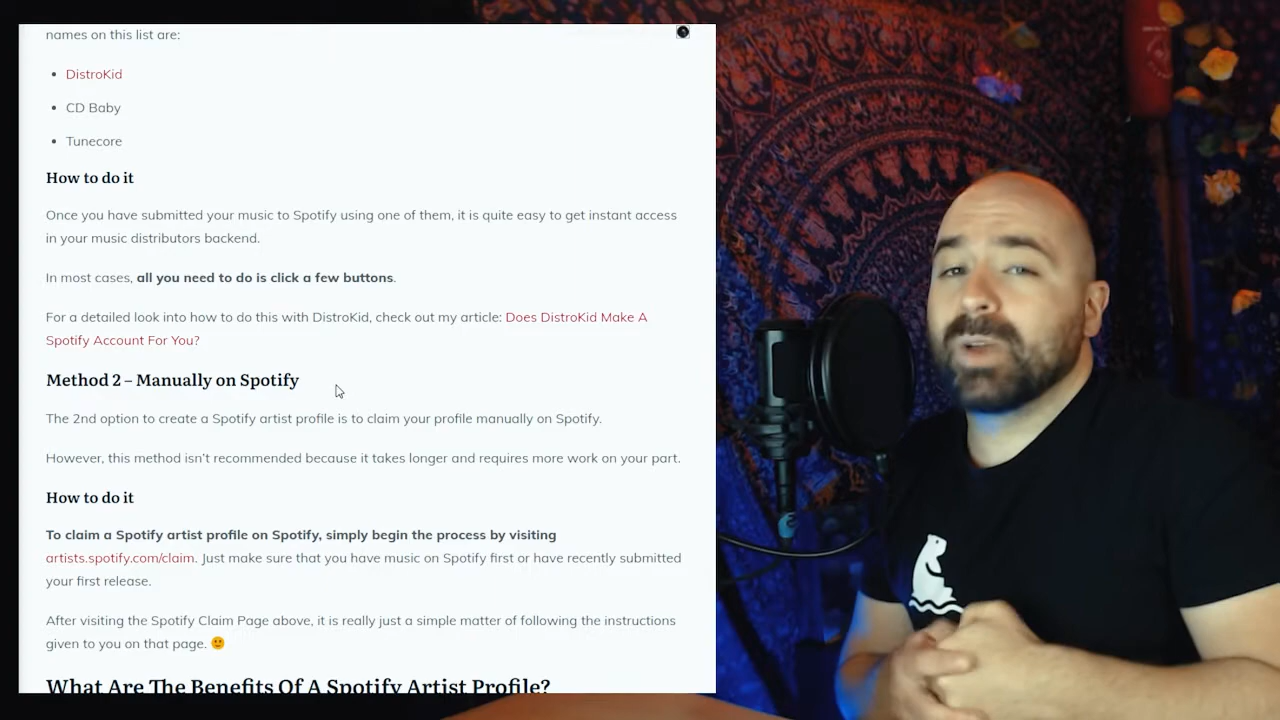 names on this list are:
DistroKid
CD Baby
Tunecore
How to do it
Once you have submitted your music to Spotify using one of them, it is quite easy to get instant access
in your music distributors backend.
In most cases, all you need to do is click a few buttons.
For a detailed look into how to do this with DistroKid, check out my article: Does DistroKid Make A
Spotify Account For You?
Method 2 – Manually on Spotify
The 2nd option to create a Spotify artist profile is to claim your profile manually on Spotify.
However, this method isn't recommended because it takes longer and requires more work on your part.
How to do it
To claim a Spotify artist profile on Spotify, simply begin the process by visiting
artists.spotify.com/claim. Just make sure that you have music on Spotify first or have recently submitted
your first release.
After visiting the Spotify Claim Page above, it is really just a simple matter of following the instructions
given to you on that page. 🙂
What Are The Benefits Of A Spotify Artist Profile?